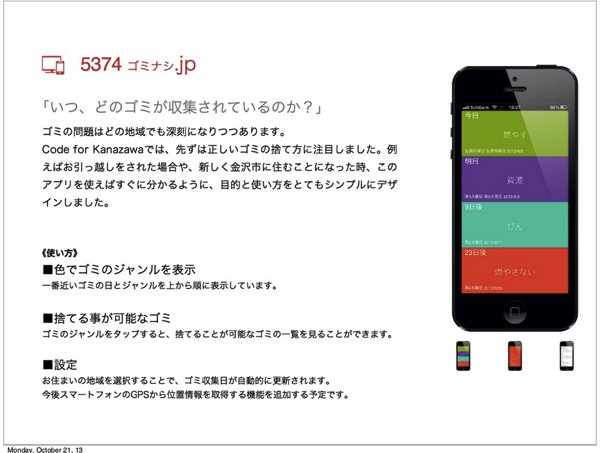 5374 ゴミナシ.jp
「いつ、どのゴミが収集されているのか？」
ゴミの問題はどの地域でも深刻になりつつあります。
Code for Kanazawaでは、先ずは正しいゴミの捨て方に注目しました。例
えばお引っ越しをされた場合や、新しく金沢市に住むことになった時、この
アプリを使えばすぐに分かるように、目的と使い方をとてもシンプルにデザ
インしました。
《使い方》
■色でゴミのジャンルを表示
一番近いゴミの日とジャンルを上から順に表示しています。
■捨てる事が可能なゴミ
ゴミのジャンルをタップすると、捨てることが可能なゴミの一覧を見ることができます。
■設定
お住まいの地域を選択することで、ゴミ収集日が自動的に更新されます。
今後スマートフォンのGPSから位置情報を取得する機能を追加する予定です。
SoftBank
今日
燃やす
明日
資源
9日後
びん
23日後
燃やさない
Monday, October 21, 13